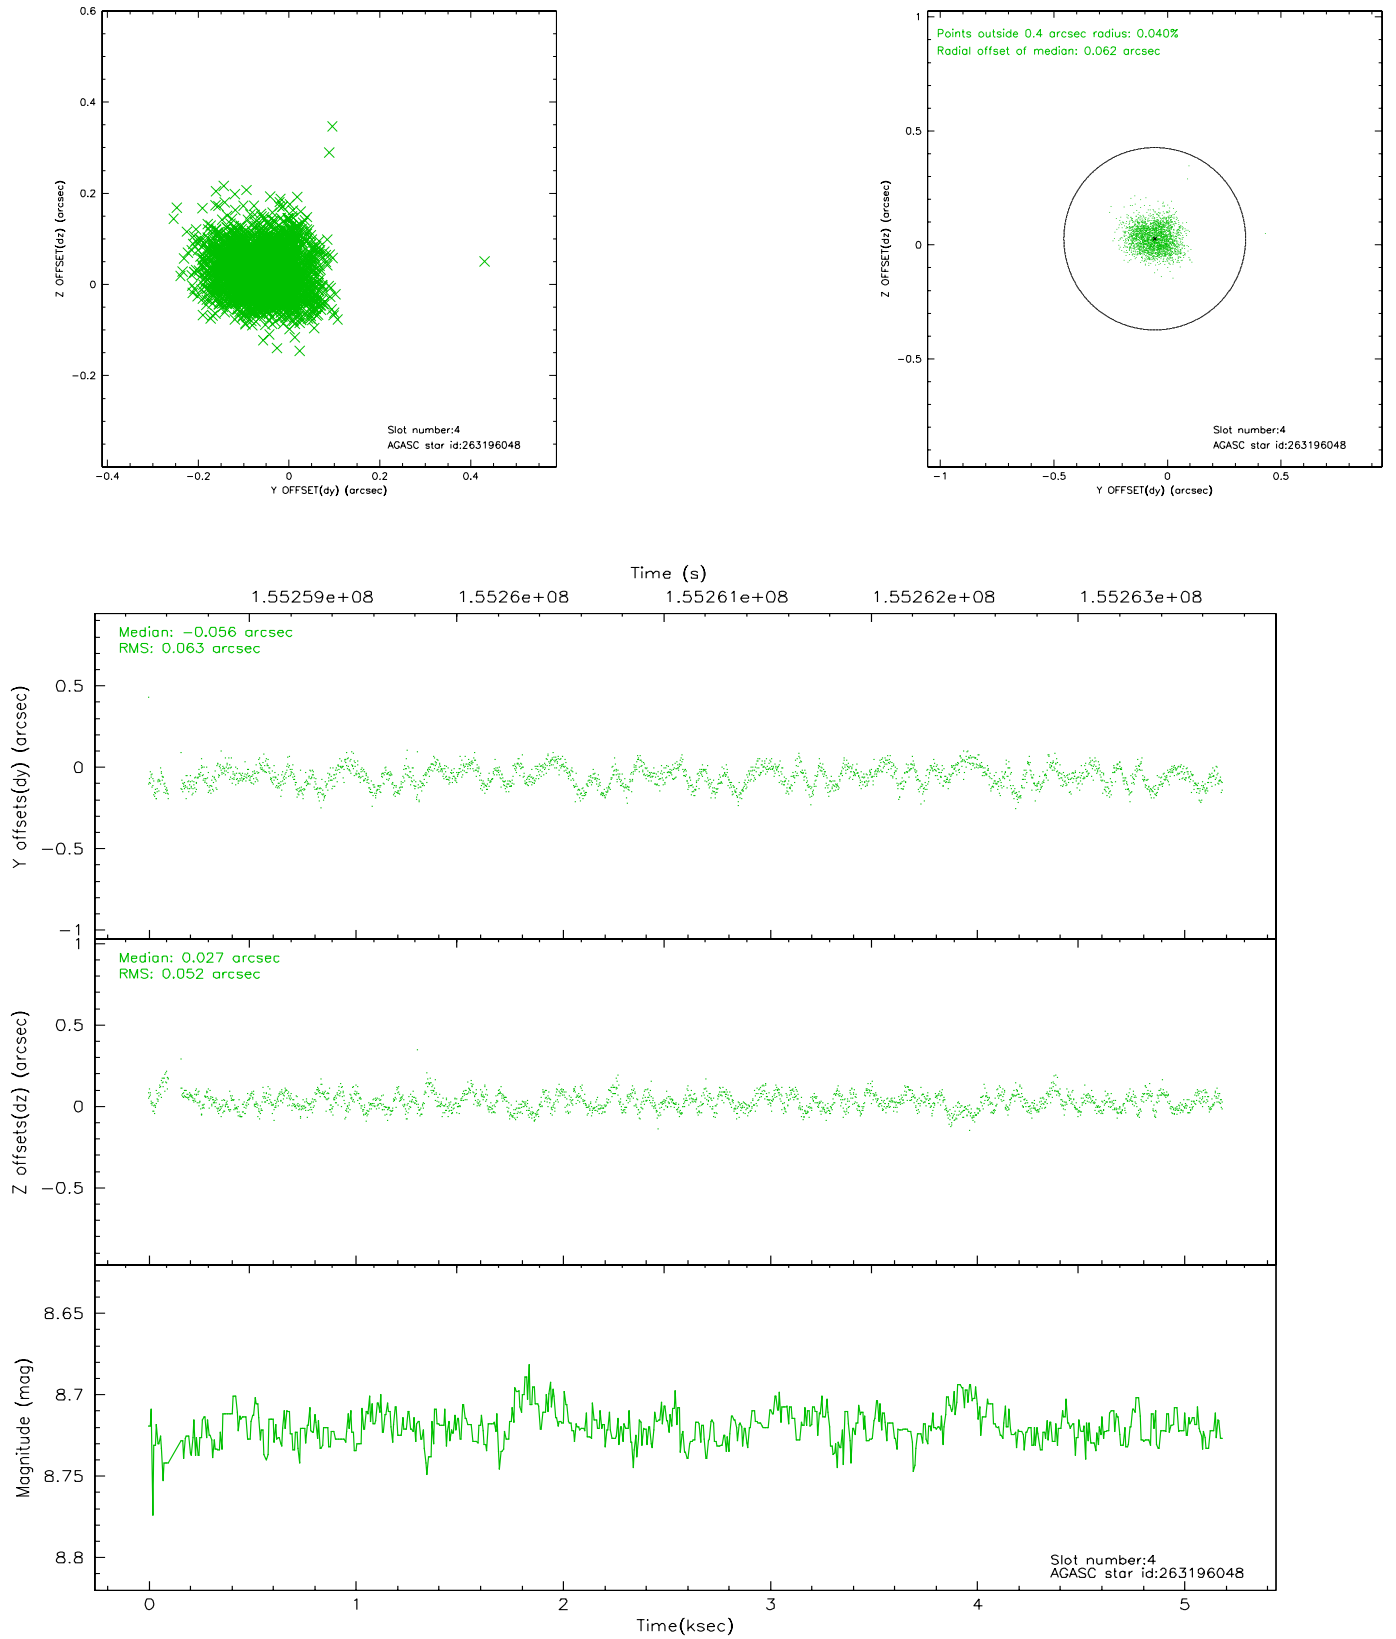 0.6
0.4
0.2
0
−0.2
Z OFFSET(dz) (arcsec)
Slot number:4
AGASC star id:263196048
−0.4 −0.2 0 0.2 0.4
Y OFFSET(dy) (arcsec)
1
0.5
0
−0.5
Z OFFSET(dz) (arcsec)
Points outside 0.4 arcsec radius: 0.040%
Radial offset of median: 0.062 arcsec
Slot number:4
AGASC star id:263196048
−1 −0.5 0 0.5
Y OFFSET(dy) (arcsec)
Time (s)
1.55259e+08 1.5526e+08 1.55261e+08 1.55262e+08 1.55263e+08
Median: −0.056 arcsec
RMS: 0.063 arcsec
0.5
0
−0.5
−1
Y offsets(dy) (arcsec)
Median: 0.027 arcsec
RMS: 0.052 arcsec
1
0.5
0
−0.5
Z offsets(dz) (arcsec)
8.65
8.7
8.75
8.8
Magnitude (mag)
Slot number:4
AGASC star id:263196048
0 1 2 3 4 5
Time(ksec)